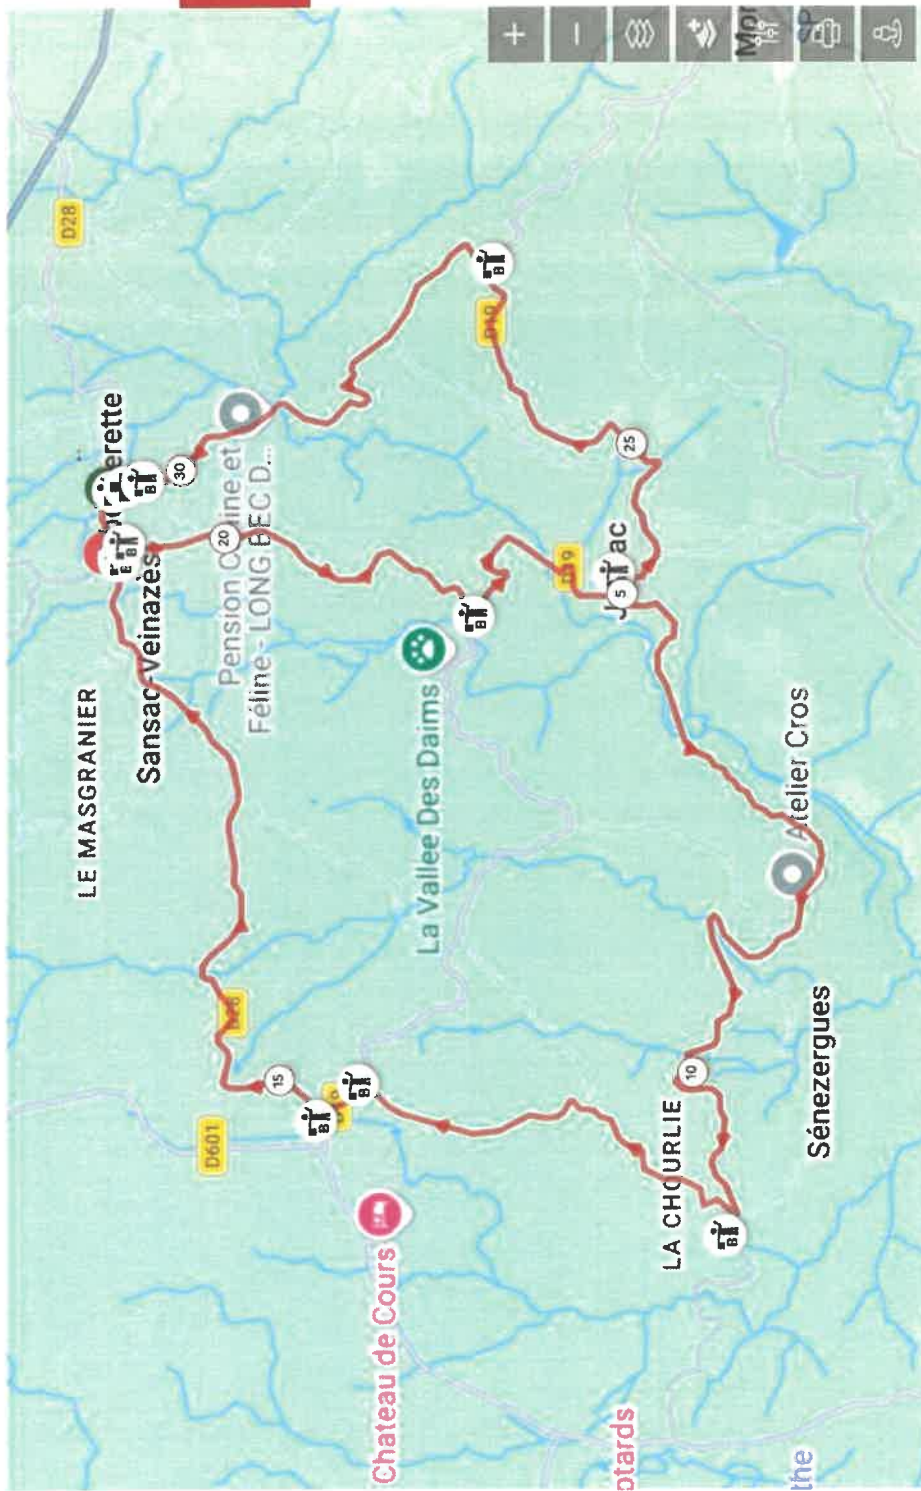 D28
LE MASGRANIER
Sansac-Veinazès
30
D601
20
Pension et
Féline - LONG BEC D...
15
Chateau de Cours
La Vallee Des Daims
D19
5
25
LA CHOURLIE
10
Atelier Cros
Sénezergues
B
B
B
B
B
B
B